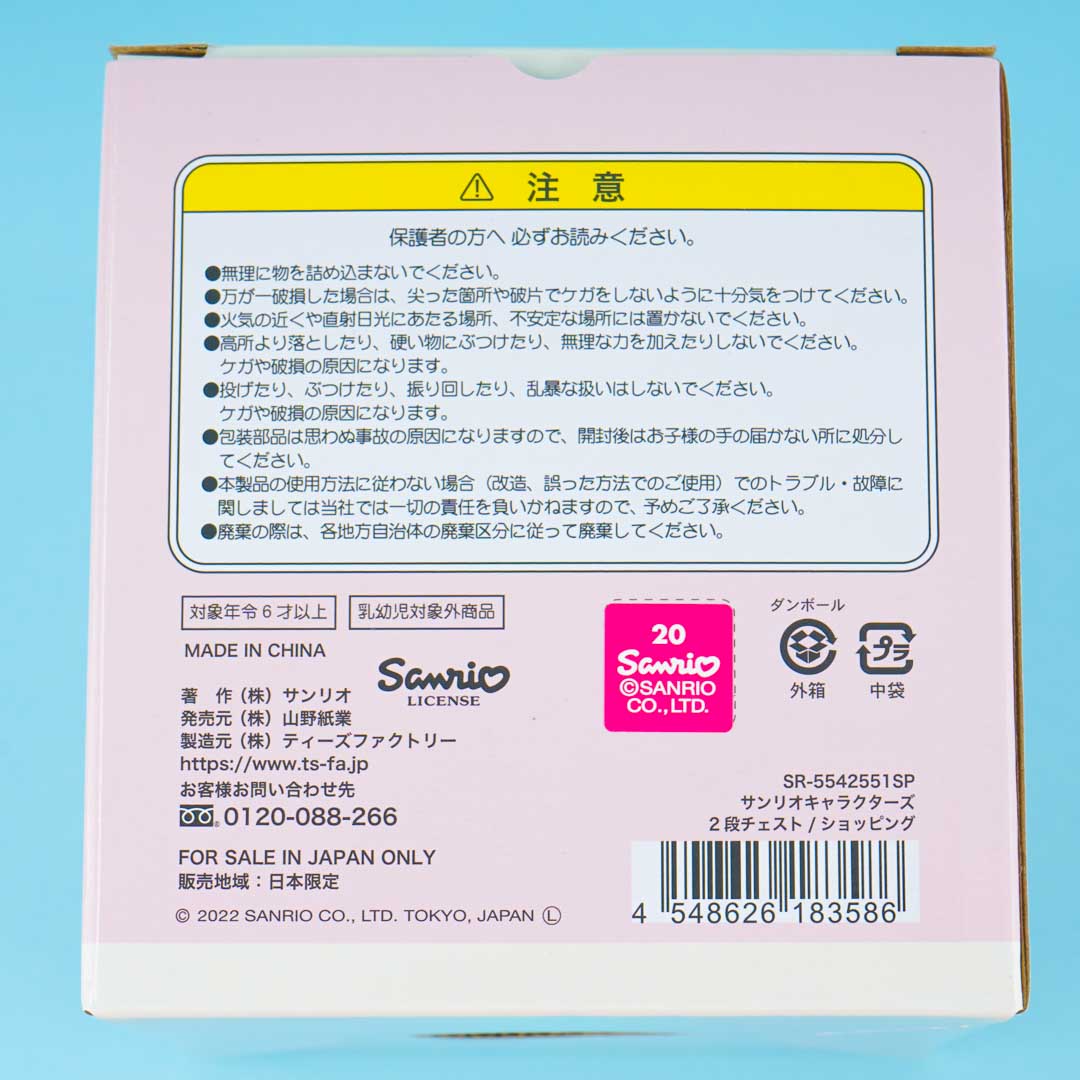 ⚠ 注 意
保護者の方へ 必ずお読みください。
●無理に物を詰め込まないでください。
●万が一破損した場合は、尖った箇所や破片でケガをしないように十分気をつけてください。
●火気の近くや直射日光にあたる場所、不安定な場所には置かないでください。
●高所より落としたり、硬い物にぶつけたり、無理な力を加えたりしないでください。
ケガや破損の原因になります。
●投げたり、ぶつけたり、振り回したり、乱暴な扱いはしないでください。
ケガや破損の原因になります。
●包装部品は思わぬ事故の原因になりますので、開封後はお子様の手の届かない所に処分し
てください。
●本製品の使用方法に従わない場合（改造、誤った方法でのご使用）でのトラブル・故障に
関しましては当社では一切の責任を負いかねますので、予めご了承ください。
●廃棄の際は、各地方自治体の廃棄区分に従って廃棄してください。
対象年令6才以上
乳幼児対象外商品
MADE IN CHINA
Sanrio
LICENSE
著 作（株）サンリオ
発売元（株）山野紙業
製造元（株）ティーズファクトリー
https://www.ts-fa.jp
お客様お問い合わせ先
0120-088-266
FOR SALE IN JAPAN ONLY
販売地域：日本限定
© 2022 SANRIO CO., LTD. TOKYO, JAPAN Ⓛ
20
Sanrio
©SANRIO
CO.,LTD.
ダンボール
外箱
プラ
中袋
SR-5542551SP
サンリオキャラクターズ
2段チェスト/ショッピング
4 548626 183586